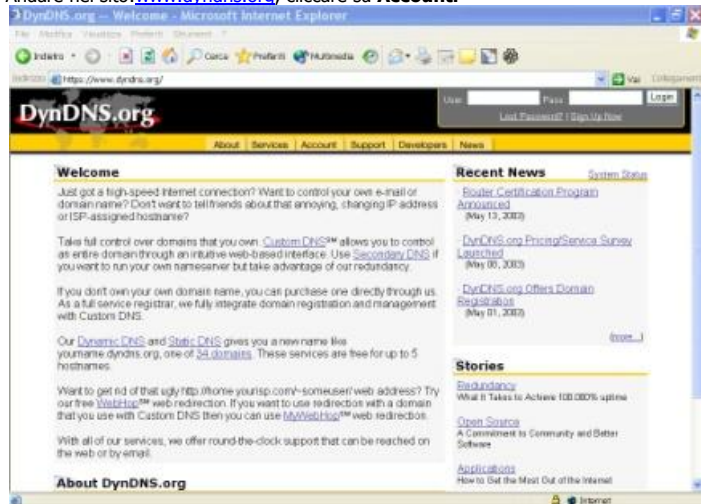 Andare nel sito: www.dyndns.org, cliccare su Account.
DynDNS.org -- Welcome - Microsoft Internet Explorer
File Modifica Visualizza Preferiti Strumenti ?
Indietro Cerca Preferiti Multimedia
Indirizzo https://www.dyndns.org/ Vai Collegamenti
DynDNS.org
User Pass Login
Lost Password? | Sign Up Now
About Services Account Support Developers News
Welcome
Just got a high-speed Internet connection? Want to control your own e-mail or
domain name? Don't want to tell friends about that annoying, changing IP address
or ISP-assigned hostname?
Take full control over domains that you own. Custom DNS℠ allows you to control
an entire domain through an intuitive web-based interface. Use Secondary DNS if
you want to run your own nameserver but take advantage of our redundancy.
If you don't own your own domain name, you can purchase one directly through us.
As a full service registrar, we fully integrate domain registration and management
with Custom DNS.
Our Dynamic DNS and Static DNS gives you a new name like
yourname.dyndns.org, one of 34 domains. These services are free for up to 5
hostnames.
Want to get rid of that ugly http://home.yourisp.com/~someuser/ web address? Try
our free WebHop℠ web redirection. If you want to use redirection with a domain
that you use with Custom DNS then you can use MyWebHop℠ web redirection.
With all of our services, we offer round-the-clock support that can be reached on
the web or by email.
About DynDNS.org
Recent News System Status
Router Certification Program
Announced
(May 13, 2003)
DynDNS.org Pricing/Service Survey
Launched
(May 08, 2003)
DynDNS.org Offers Domain
Registration
(May 01, 2003)
(more...)
Stories
Redundancy
What It Takes to Achieve 100.000% uptime
Open Source
A Commitment to Community and Better
Software
Applications
How to Get the Most Out of the Internet
Internet